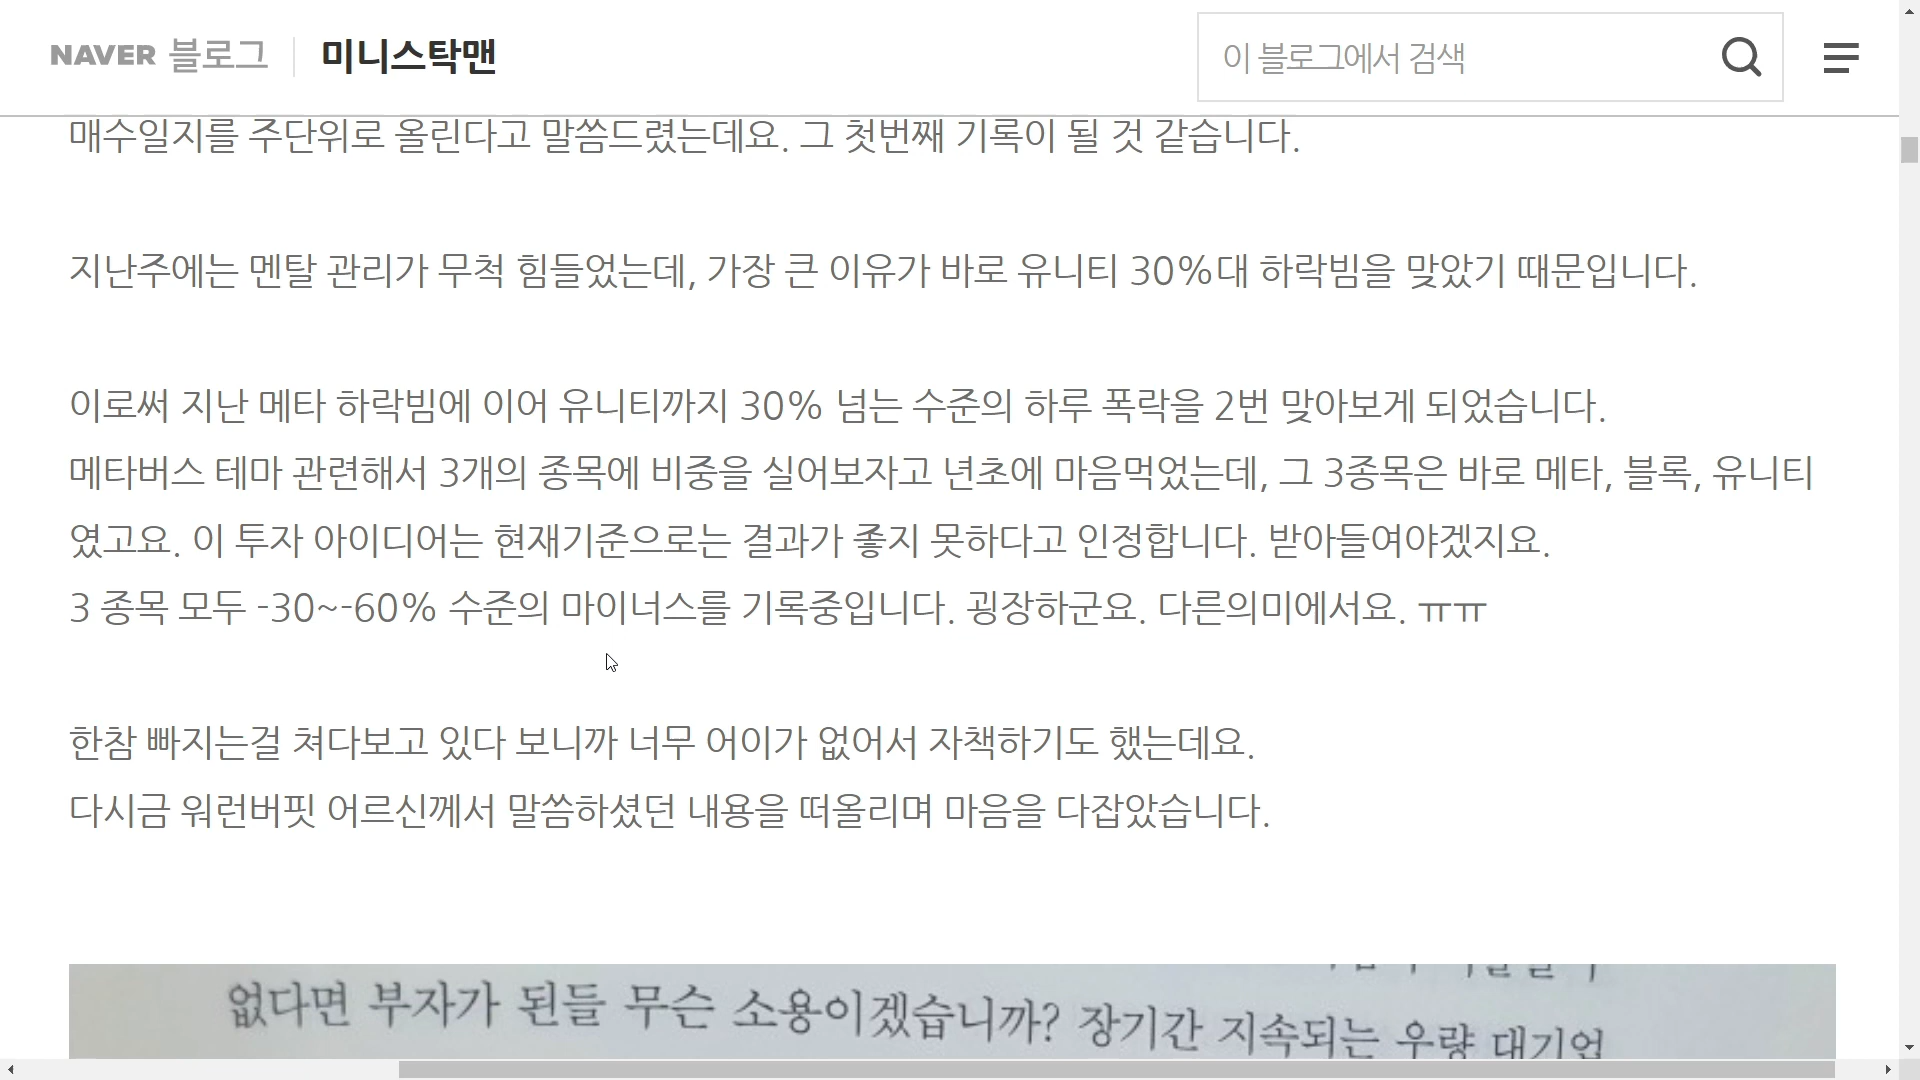 NAVER 블로그
미니스탁맨
이 블로그에서 검색
매수일지를 주단위로 올린다고 말씀드렸는데요. 그 첫번째 기록이 될 것 같습니다.
지난주에는 멘탈 관리가 무척 힘들었는데, 가장 큰 이유가 바로 유니티 30%대 하락빔을 맞았기 때문입니다.
이로써 지난 메타 하락빔에 이어 유니티까지 30% 넘는 수준의 하루 폭락을 2번 맞아보게 되었습니다.
메타버스 테마 관련해서 3개의 종목에 비중을 실어보자고 년초에 마음먹었는데, 그 3종목은 바로 메타, 블록, 유니티
였고요. 이 투자 아이디어는 현재기준으로는 결과가 좋지 못하다고 인정합니다. 받아들여야겠지요.
3 종목 모두 -30~-60% 수준의 마이너스를 기록중입니다. 굉장하군요. 다른의미에서요. ㅠㅠ
한참 빠지는걸 쳐다보고 있다 보니까 너무 어이가 없어서 자책하기도 했는데요.
다시금 워런버핏 어르신께서 말씀하셨던 내용을 떠올리며 마음을 다잡았습니다.
없다면 부자가 된들 무슨 소용이겠습니까? 장기간 지속되는 우량 대기업